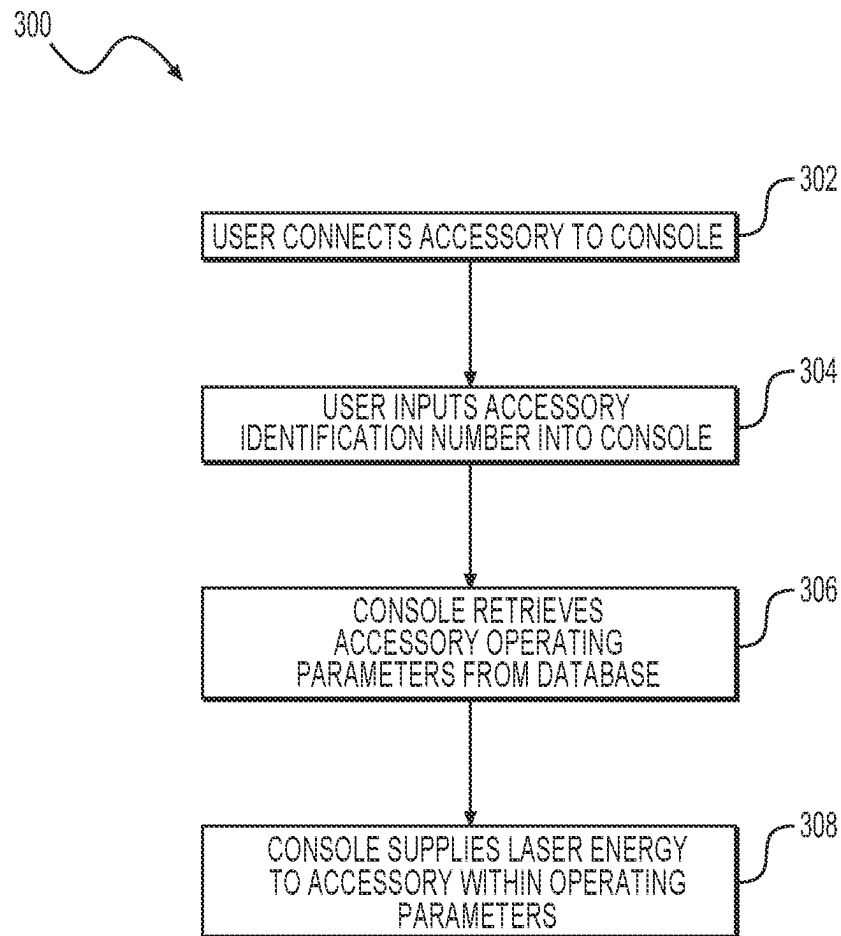 300
302
USER CONNECTS ACCESSORY TO CONSOLE
304
USER INPUTS ACCESSORY
IDENTIFICATION NUMBER INTO CONSOLE
306
CONSOLE RETRIEVES
ACCESSORY OPERATING
PARAMETERS FROM DATABASE
308
CONSOLE SUPPLIES LASER ENERGY
TO ACCESSORY WITHIN OPERATING
PARAMETERS